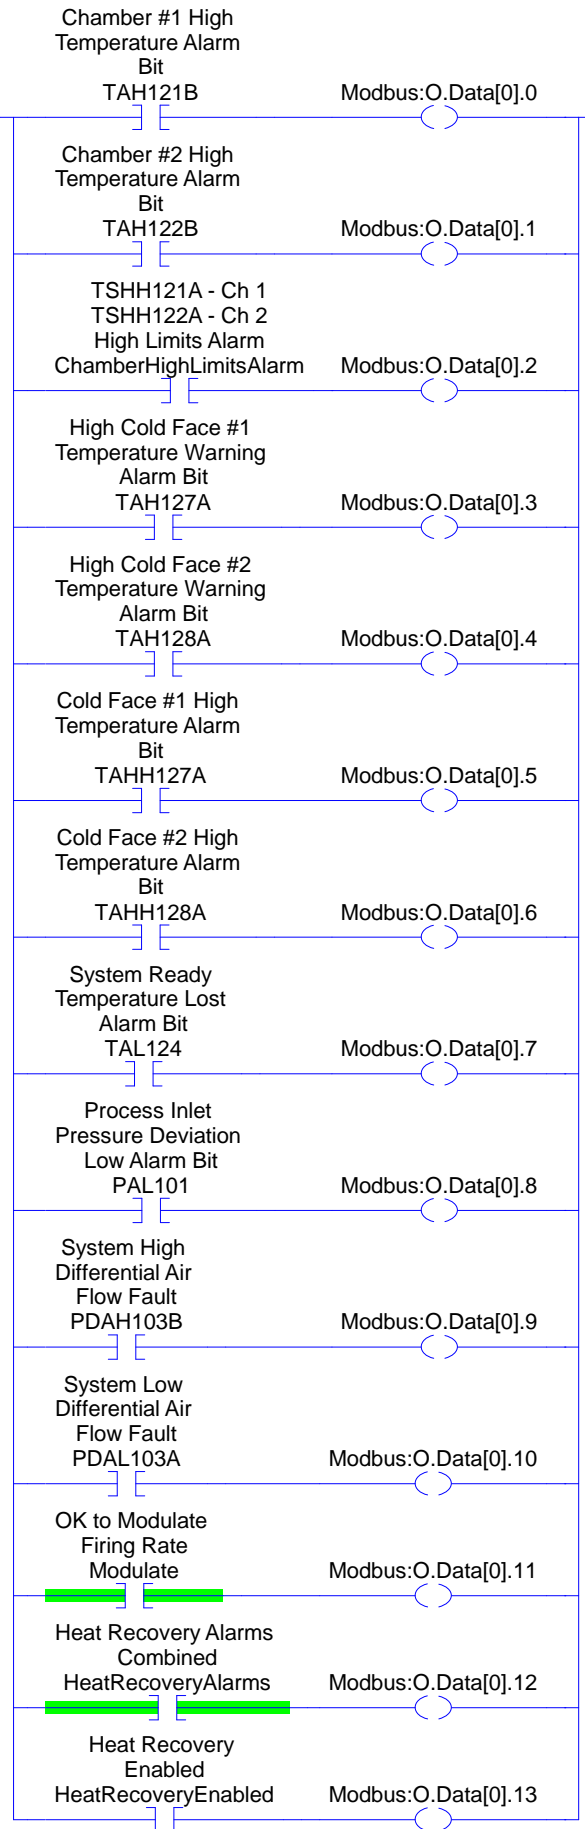 Chamber #1 High
Temperature Alarm
Bit
TAH121B
Modbus:O.Data[0].0
Chamber #2 High
Temperature Alarm
Bit
TAH122B
Modbus:O.Data[0].1
TSHH121A - Ch 1
TSHH122A - Ch 2
High Limits Alarm
ChamberHighLimitsAlarm
Modbus:O.Data[0].2
High Cold Face #1
Temperature Warning
Alarm Bit
TAH127A
Modbus:O.Data[0].3
High Cold Face #2
Temperature Warning
Alarm Bit
TAH128A
Modbus:O.Data[0].4
Cold Face #1 High
Temperature Alarm
Bit
TAHH127A
Modbus:O.Data[0].5
Cold Face #2 High
Temperature Alarm
Bit
TAHH128A
Modbus:O.Data[0].6
System Ready
Temperature Lost
Alarm Bit
TAL124
Modbus:O.Data[0].7
Process Inlet
Pressure Deviation
Low Alarm Bit
PAL101
Modbus:O.Data[0].8
System High
Differential Air
Flow Fault
PDAH103B
Modbus:O.Data[0].9
System Low
Differential Air
Flow Fault
PDAL103A
Modbus:O.Data[0].10
OK to Modulate
Firing Rate
Modulate
Modbus:O.Data[0].11
Heat Recovery Alarms
Combined
HeatRecoveryAlarms
Modbus:O.Data[0].12
Heat Recovery
Enabled
HeatRecoveryEnabled
Modbus:O.Data[0].13